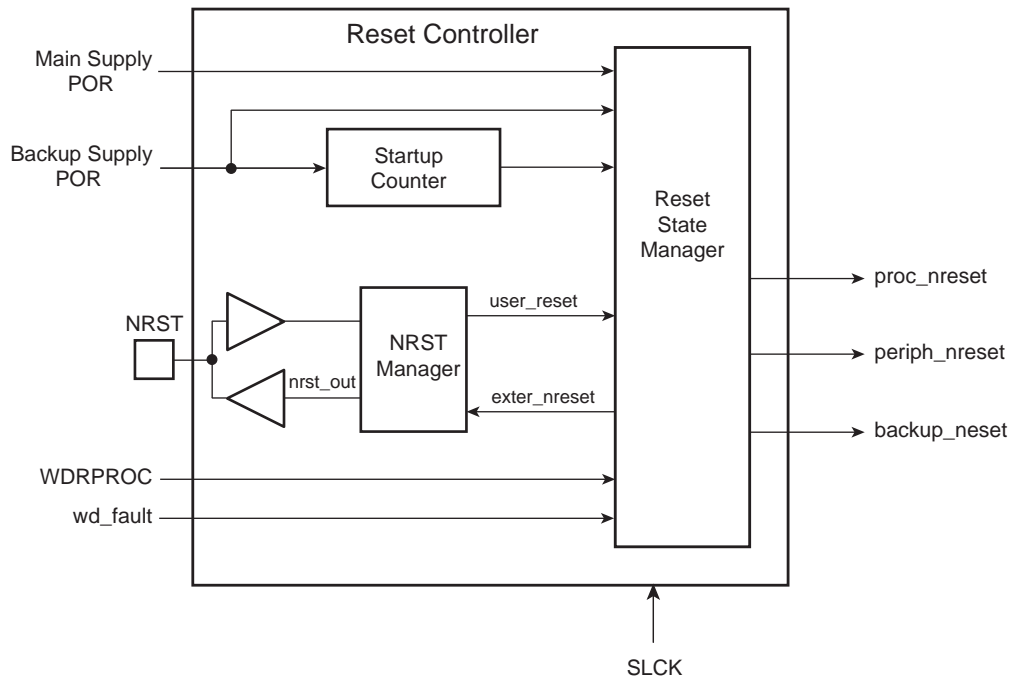 Reset Controller
Main Supply
POR
Backup Supply
POR
Startup
Counter
Reset
State
Manager
proc_nreset
user_reset
NRST
NRST
Manager
periph_nreset
nrst_out
exter_nreset
backup_neset
WDRPROC
wd_fault
SLCK